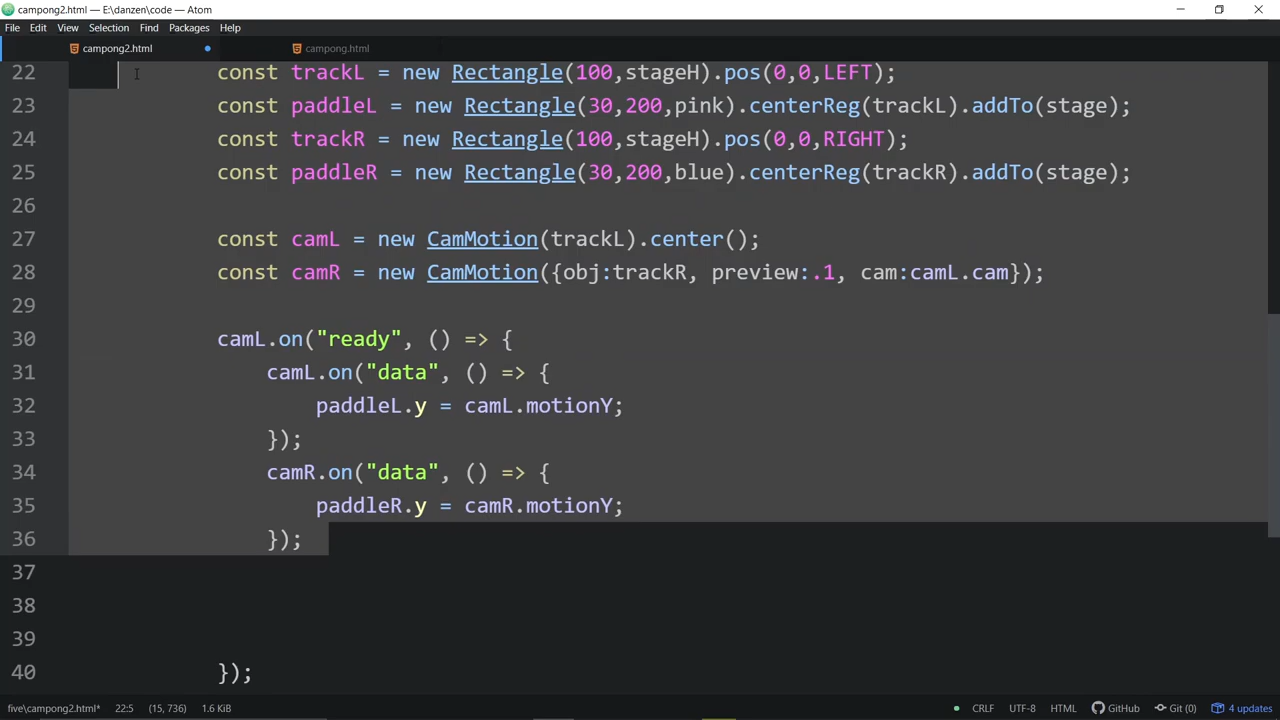 campong2.html — E:\danzen\code — Atom
File Edit View Selection Find Packages Help
campong2.html campong.html
22 const trackL = new Rectangle(100,stageH).pos(0,0,LEFT);
23 const paddleL = new Rectangle(30,200,pink).centerReg(trackL).addTo(stage);
24 const trackR = new Rectangle(100,stageH).pos(0,0,RIGHT);
25 const paddleR = new Rectangle(30,200,blue).centerReg(trackR).addTo(stage);
26
27 const camL = new CamMotion(trackL).center();
28 const camR = new CamMotion({obj:trackR, preview:.1, cam:camL.cam});
29
30 camL.on("ready", () => {
31 camL.on("data", () => {
32 paddleL.y = camL.motionY;
33 });
34 camR.on("data", () => {
35 paddleR.y = camR.motionY;
36 });
37
38
39
40 });
five\campong2.html* 22:5 (15, 736) 1.6 KiB CRLF UTF-8 HTML GitHub Git (0) 4 updates